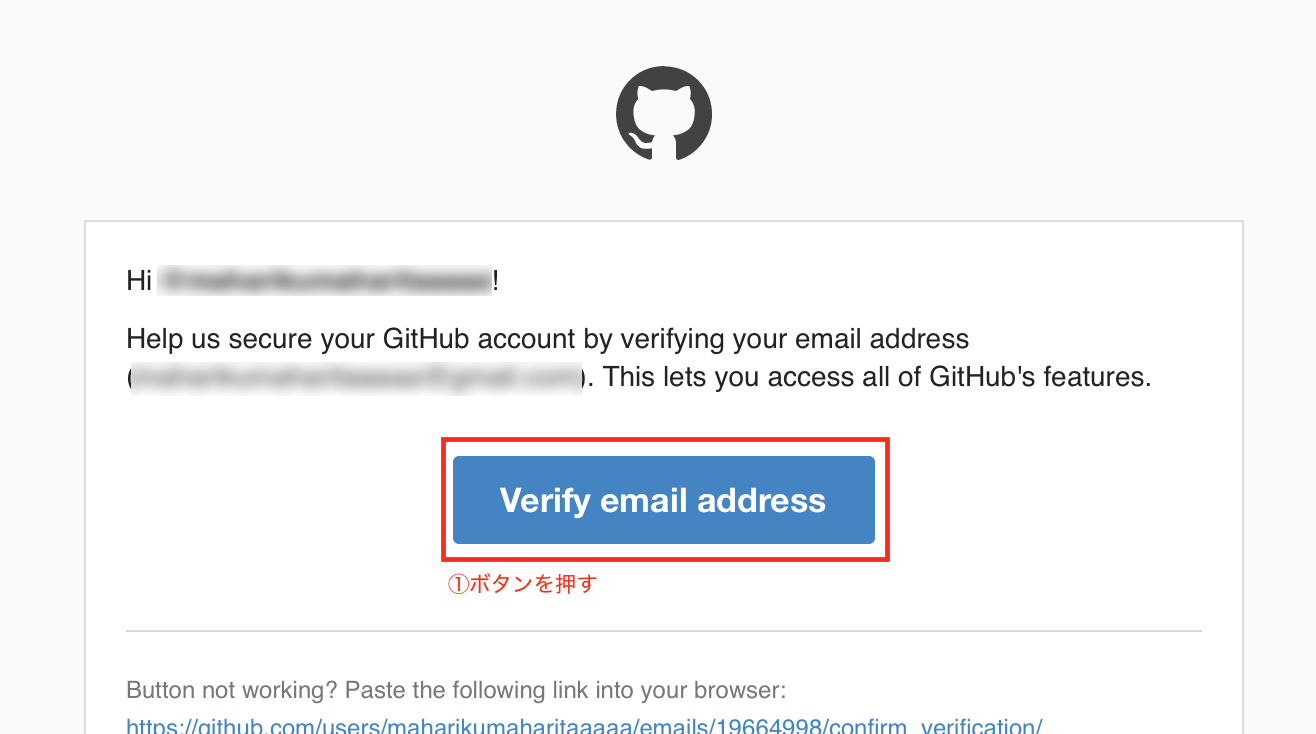 Hi !
Help us secure your GitHub account by verifying your email address
( ). This lets you access all of GitHub's features.
Verify email address
①ボタンを押す
Button not working? Paste the following link into your browser:
https://github.com/users/maharikumaharitaaaaa/emails/19664998/confirm_verification/